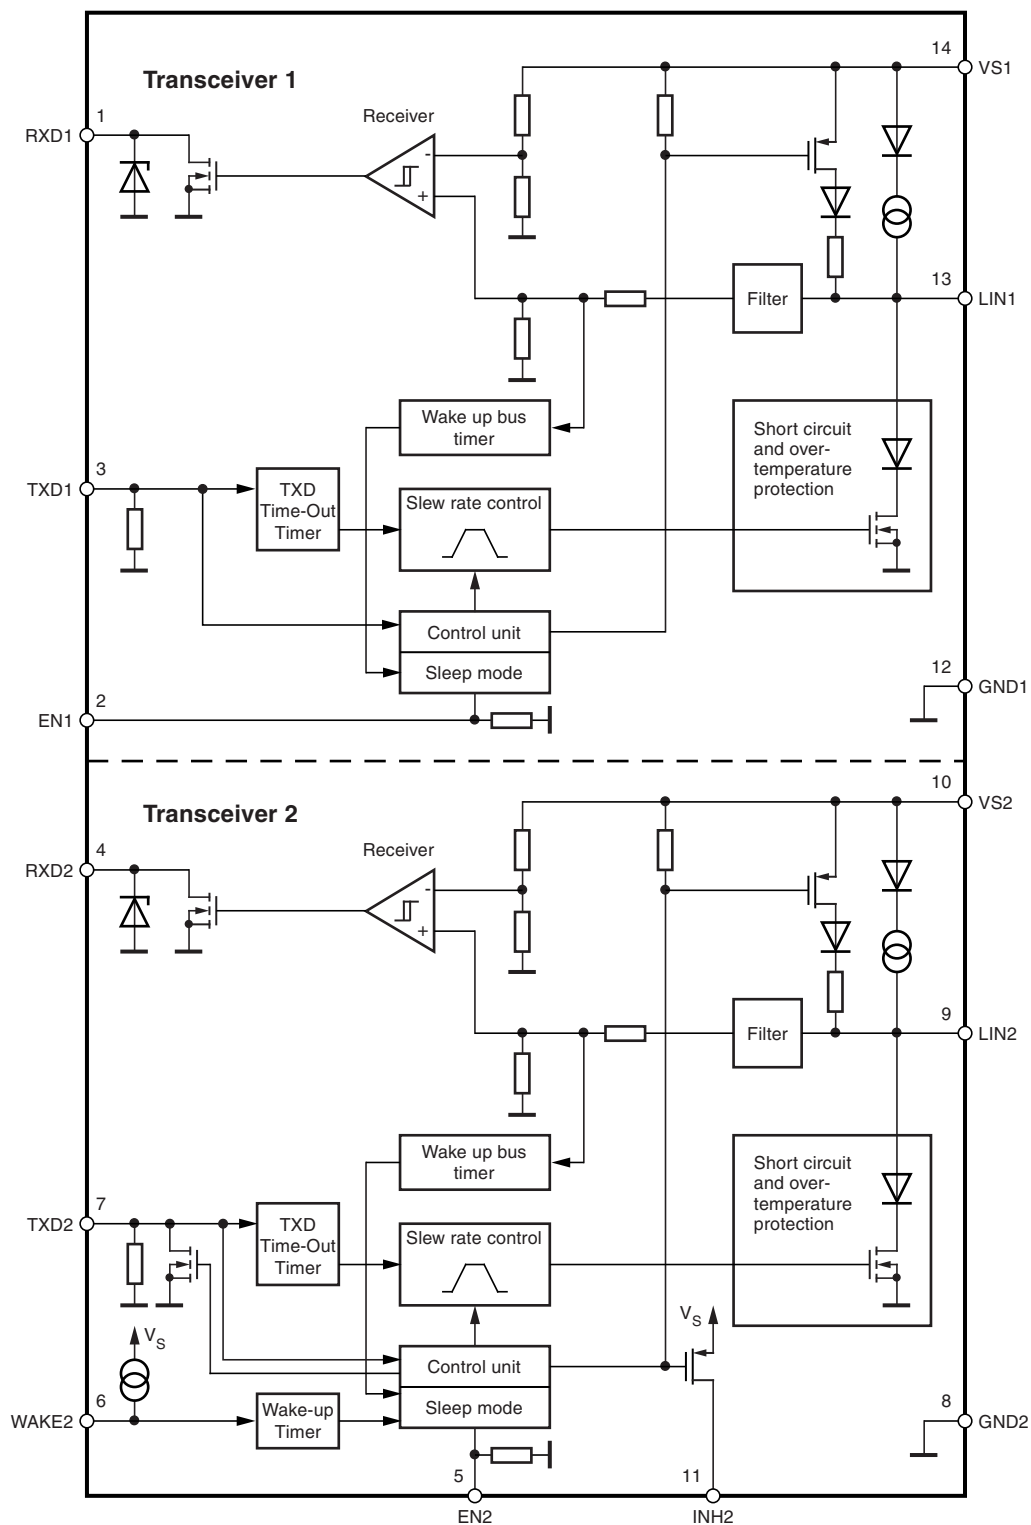 14
VS1
Transceiver 1
1
RXD1
Receiver
-
+
13
LIN1
Filter
Wake up bus
timer
Short circuit
and over-
temperature
protection
3
TXD1
TXD
Time-Out
Timer
Slew rate control
Control unit
Sleep mode
12
GND1
2
EN1
10
VS2
Transceiver 2
4
RXD2
Receiver
-
+
9
LIN2
Filter
Wake up bus
timer
Short circuit
and over-
temperature
protection
7
TXD2
TXD
Time-Out
Timer
Slew rate control
VS
VS
Control unit
Sleep mode
6
WAKE2
Wake-up
Timer
8
GND2
5
EN2
11
INH2